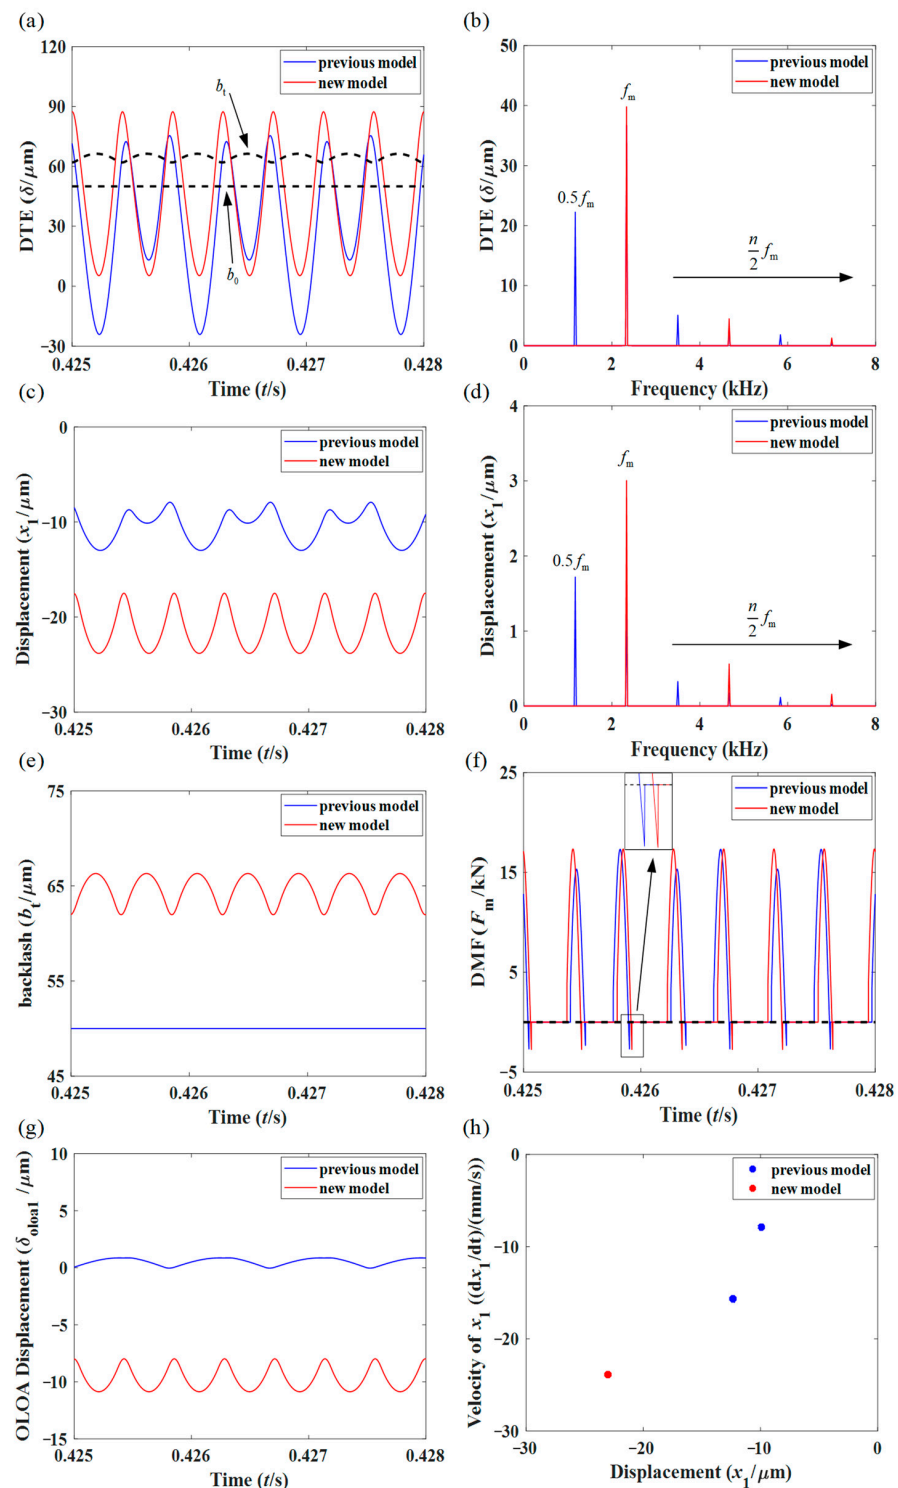 (a)
120
90
60
30
0
−30
DTE (δ/μm)
previous model
new model
b_t
b_0
0.425 0.426 0.427 0.428
Time (t/s)
(b)
50
40
30
20
10
0
DTE (δ/μm)
previous model
new model
f_m
0.5f_m
n/2 f_m
0 2 4 6 8
Frequency (kHz)
(c)
0
−10
−20
−30
Displacement (x_1/μm)
previous model
new model
0.425 0.426 0.427 0.428
Time (t/s)
(d)
4
3
2
1
0
Displacement (x_1/μm)
previous model
new model
f_m
0.5f_m
n/2 f_m
0 2 4 6 8
Frequency (kHz)
(e)
75
65
55
45
backlash (b_t/μm)
previous model
new model
0.425 0.426 0.427 0.428
Time (t/s)
(f)
25
15
5
−5
DMF (F_m/kN)
previous model
new model
0.425 0.426 0.427 0.428
Time (t/s)
(g)
10
5
0
−5
−10
−15
OLOA Displacement (δ_oloa1 /μm)
previous model
new model
0.425 0.426 0.427 0.428
Time (t/s)
(h)
0
−10
−20
−30
Velocity of x_1 ((dx_1/dt)/(mm/s))
previous model
new model
−30 −20 −10 0
Displacement (x_1/μm)